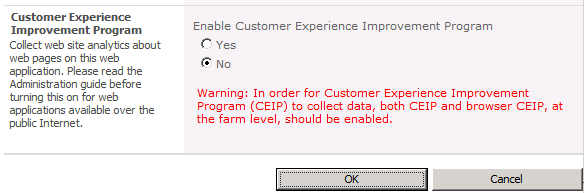 Customer Experience
Improvement Program
Collect web site analytics about
web pages on this web
application. Please read the
Administration guide before
turning this on for web
applications available over the
public Internet.
Enable Customer Experience Improvement Program
Yes
No
Warning: In order for Customer Experience Improvement
Program (CEIP) to collect data, both CEIP and browser CEIP, at
the farm level, should be enabled.
OK
Cancel